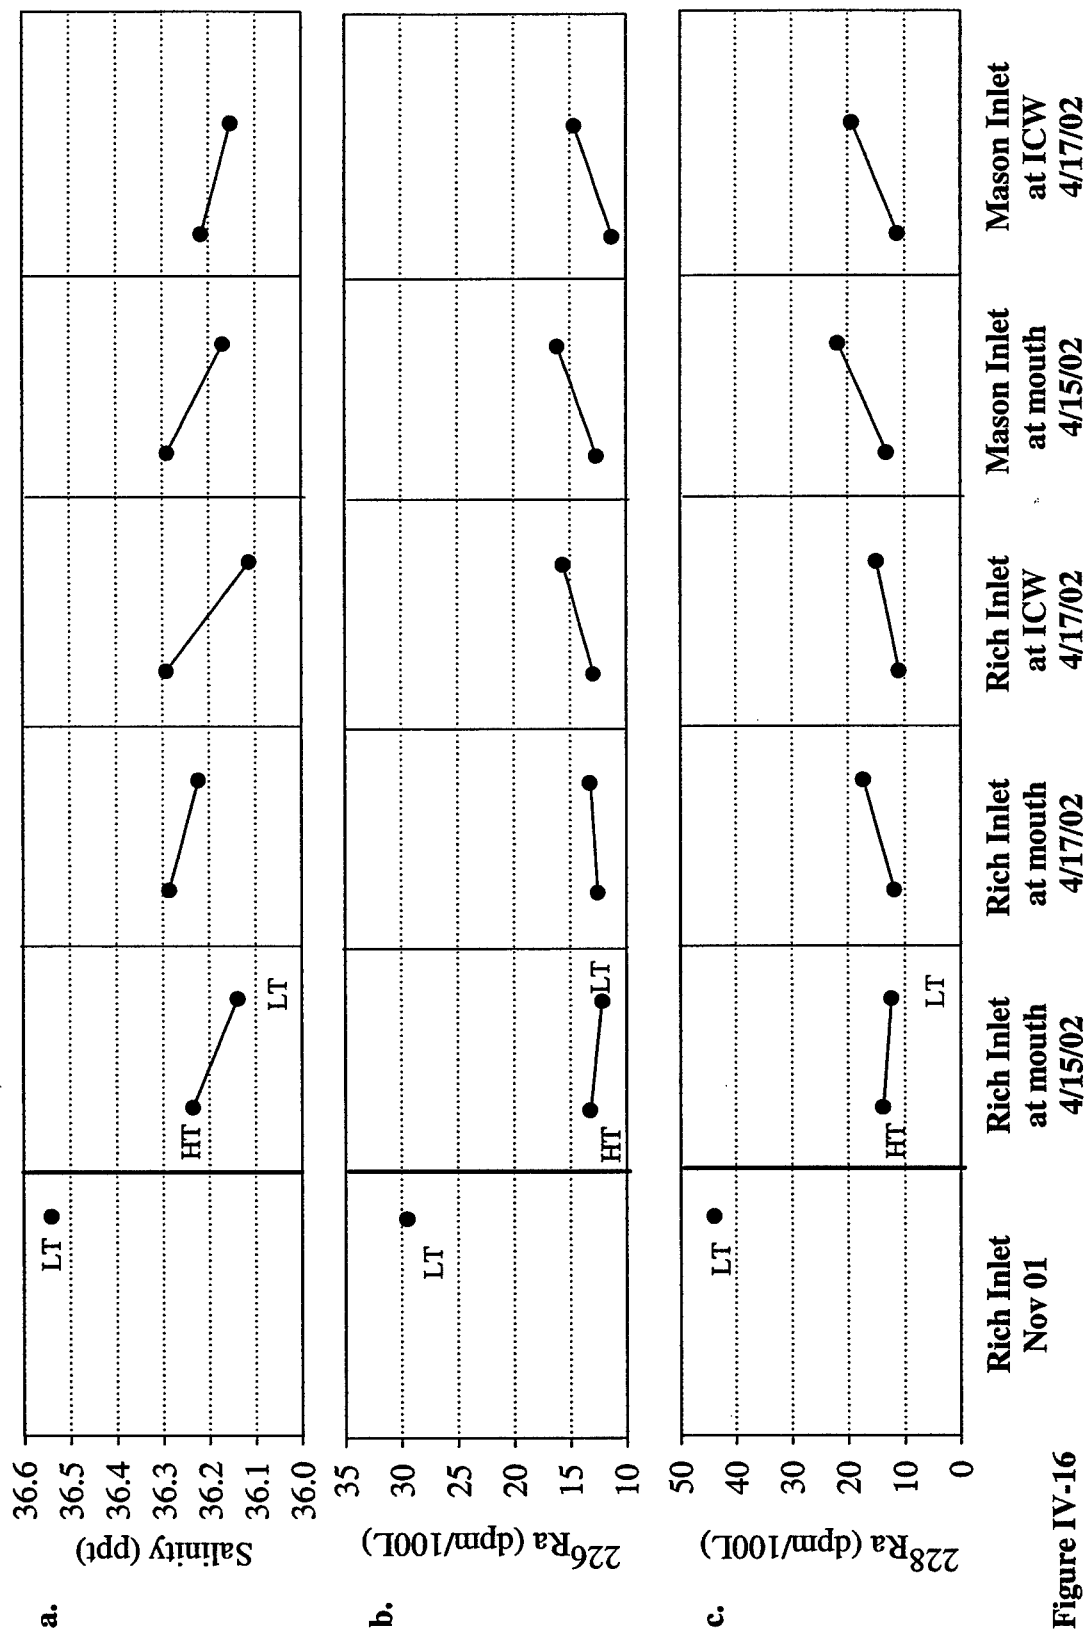 a.
Salinity (ppt)
36.6
36.5
36.4
36.3
36.2
36.1
36.0
LT
HT
LT
b.
226Ra (dpm/100L)
35
30
25
20
15
10
LT
HT
LT
c.
228Ra (dpm/100L)
50
40
30
20
10
0
LT
HT
LT
Rich Inlet
Nov 01
Rich Inlet
at mouth
4/15/02
Rich Inlet
at mouth
4/17/02
Rich Inlet
at ICW
4/17/02
Mason Inlet
at mouth
4/15/02
Mason Inlet
at ICW
4/17/02
Figure IV-16